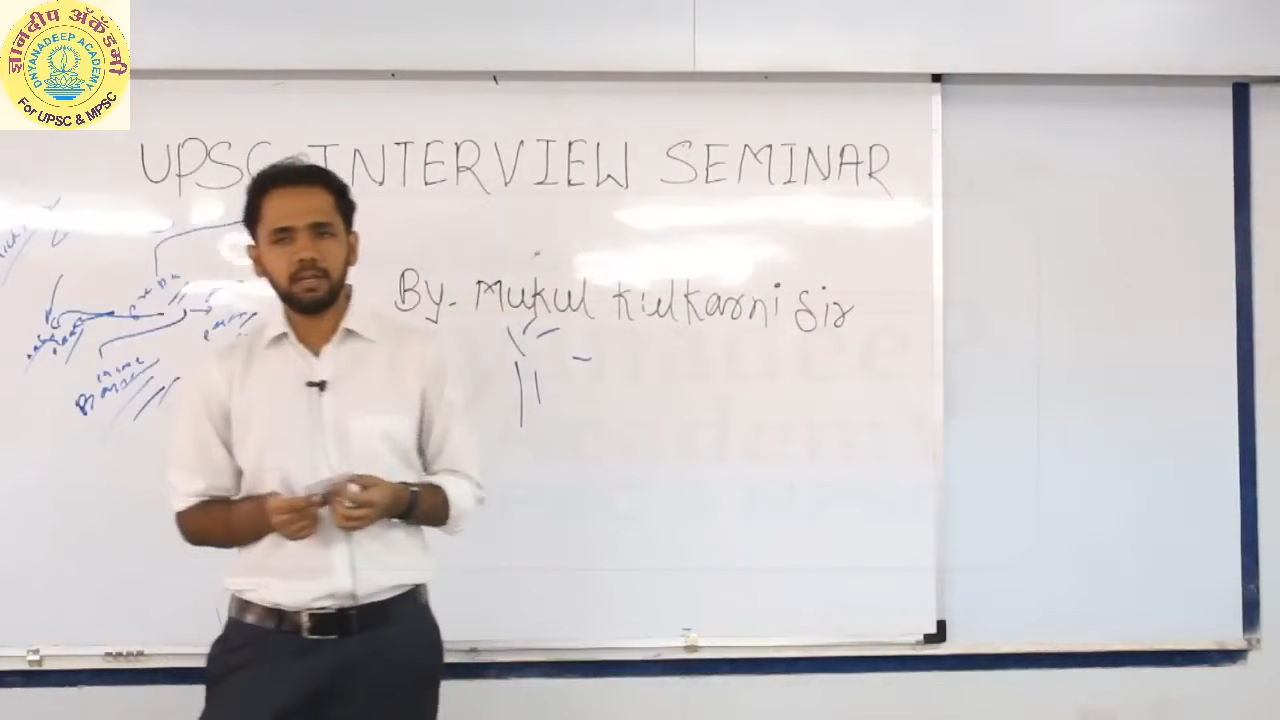 ज्ञानदीप अ‍ॅकॅडमी
DNYANADEEP ACADEMY
For UPSC & MPSC
UPSC INTERVIEW SEMINAR
By- Mukul Kulkarni Sir